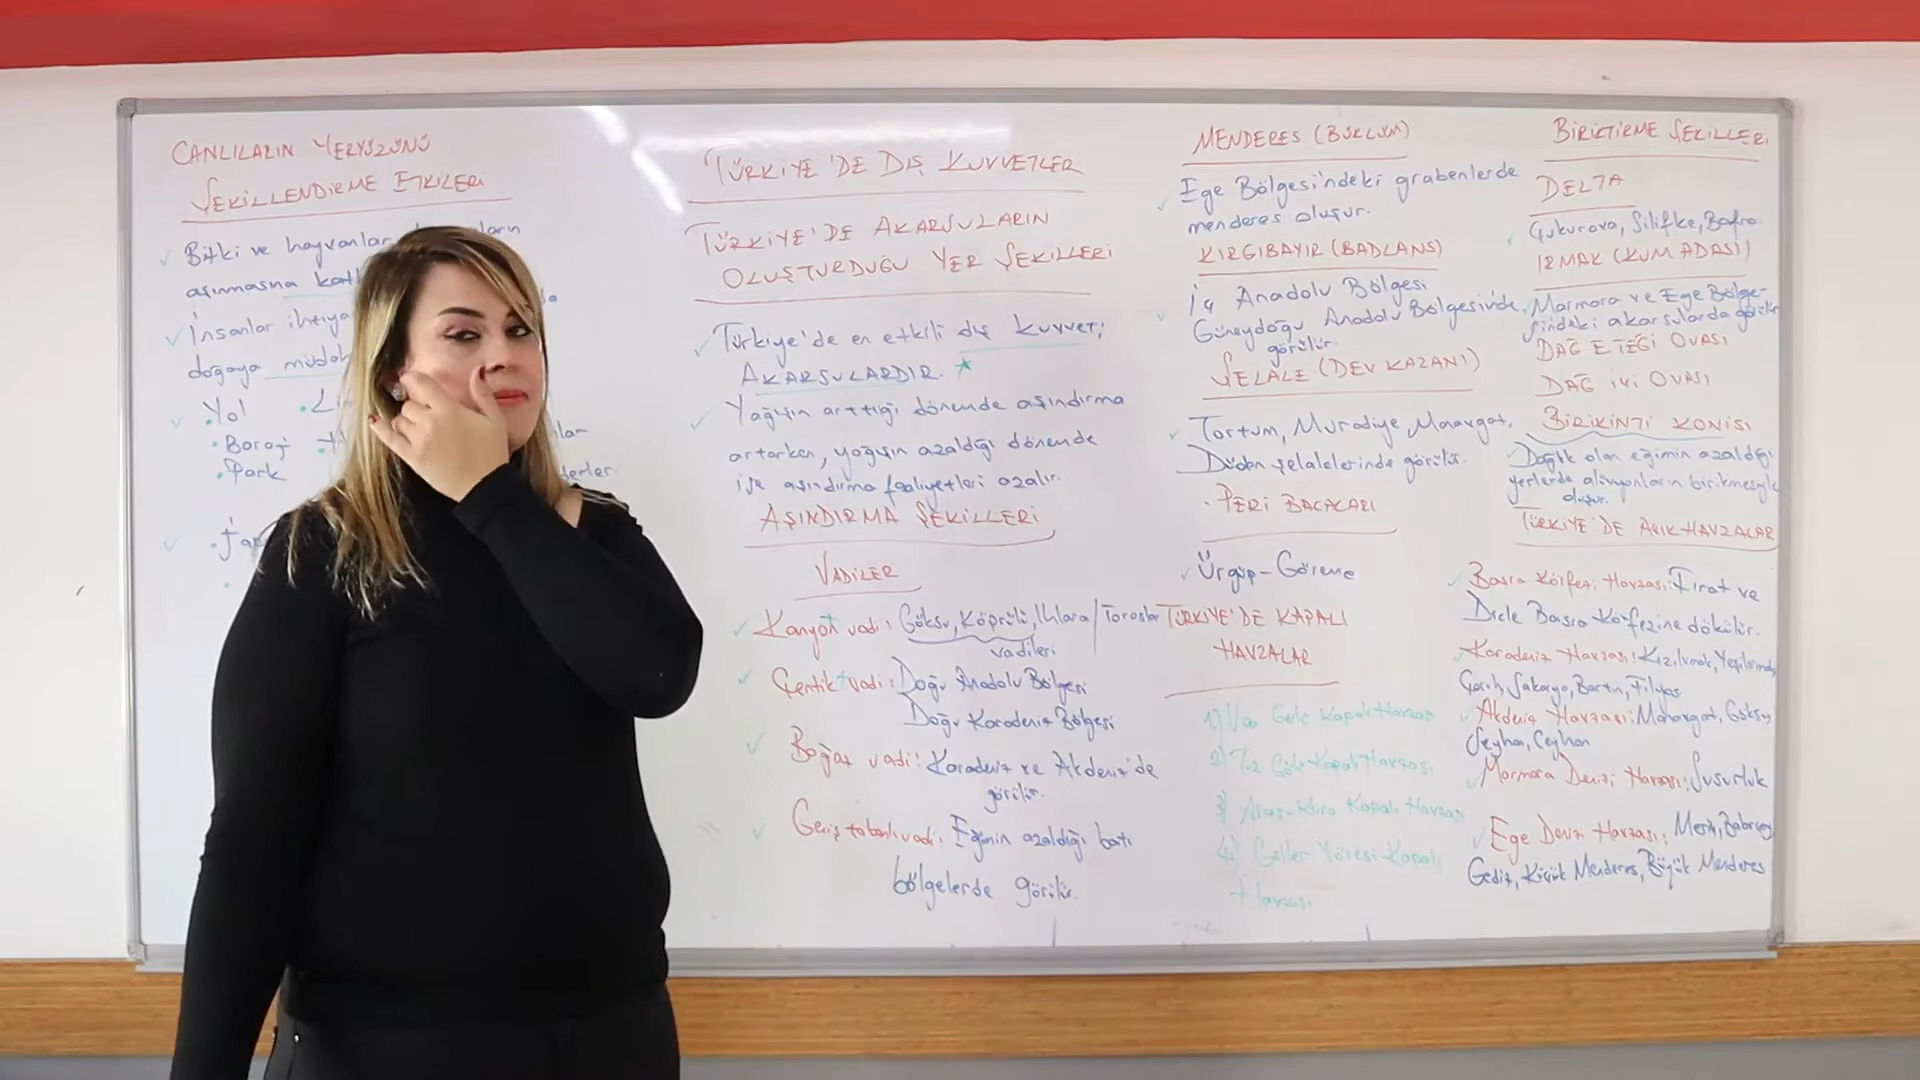 CANLILARIN YERYÜZÜNÜ
ŞEKİLLENDİRME ETKİLERİ
Bitki ve hayvanlar
aşınmasına
İnsanlar
doğaya
Yol
Baraj
Park
TÜRKİYE'DE DIŞ KUVVETLER
TÜRKİYE'DE AKARSULARIN
OLUŞTURDUĞU YER ŞEKİLLERİ
Türkiye'de en etkili dış kuvvet;
AKARSULARDIR.
Yağışın arttığı dönemde aşındırma
artarken, yağışın azaldığı dönemde
ise aşındırma faaliyetleri azalır.
AŞINDIRMA ŞEKİLLERİ
VADİLER
Kanyon vadi: Göksu, Köprülü, Ihlara / Toroslar
vadileri
Çentik vadi: Doğu Anadolu Bölgesi
Doğu Karadeniz Bölgesi
Boğaz vadi: Karadeniz ve Akdeniz'de
görülür.
Geniş tabanlı vadi: Eğimin azaldığı batı
bölgelerde görülür.
MENDERES (BÜKLÜM)
Ege Bölgesi'ndeki grabenlerde
menderes oluşur.
KIRGIBAYIR (BADLANS)
İç Anadolu Bölgesi
Güneydoğu Anadolu Bölgesi'nde
görülür.
ŞELALE (DEV KAZANI)
Tortum, Muradiye, Manavgat,
Düden şelalelerinde görülür.
PERİ BACALARI
Ürgüp-Göreme
TÜRKİYE'DE KAPALI
HAVZALAR
1) Van Gölü Kapalı Havzası
2) Tuz Gölü Kapalı Havzası
3) Aras-Kura Kapalı Havzası
4) Göller Yöresi Kapalı
Havzası
BİRİKTİRME ŞEKİLLERİ
DELTA
Çukurova, Silifke, Bafra
IRMAK (KUM ADASI)
Marmara ve Ege Bölge-
sindeki akarsularda görülür
DAĞ ETEĞİ OVASI
DAĞ İÇİ OVASI
BİRİKİNTİ KONİSİ
Dağlık olan eğimin azaldığı
yerlerde alüvyonların birikmesiyle
oluşur.
TÜRKİYE'DE AÇIK HAVZALAR
Basra Körfezi Havzası: Fırat ve
Dicle Basra Körfezine dökülür.
Karadeniz Havzası: Kızılırmak, Yeşilırmak,
Çoruh, Sakarya, Bartın, Filyos
Akdeniz Havzası: Manavgat, Göksu,
Seyhan, Ceyhan
Marmara Denizi Havzası: Susurluk
Ege Denizi Havzası: Meriç, Bakırçay
Gediz, Küçük Menderes, Büyük Menderes